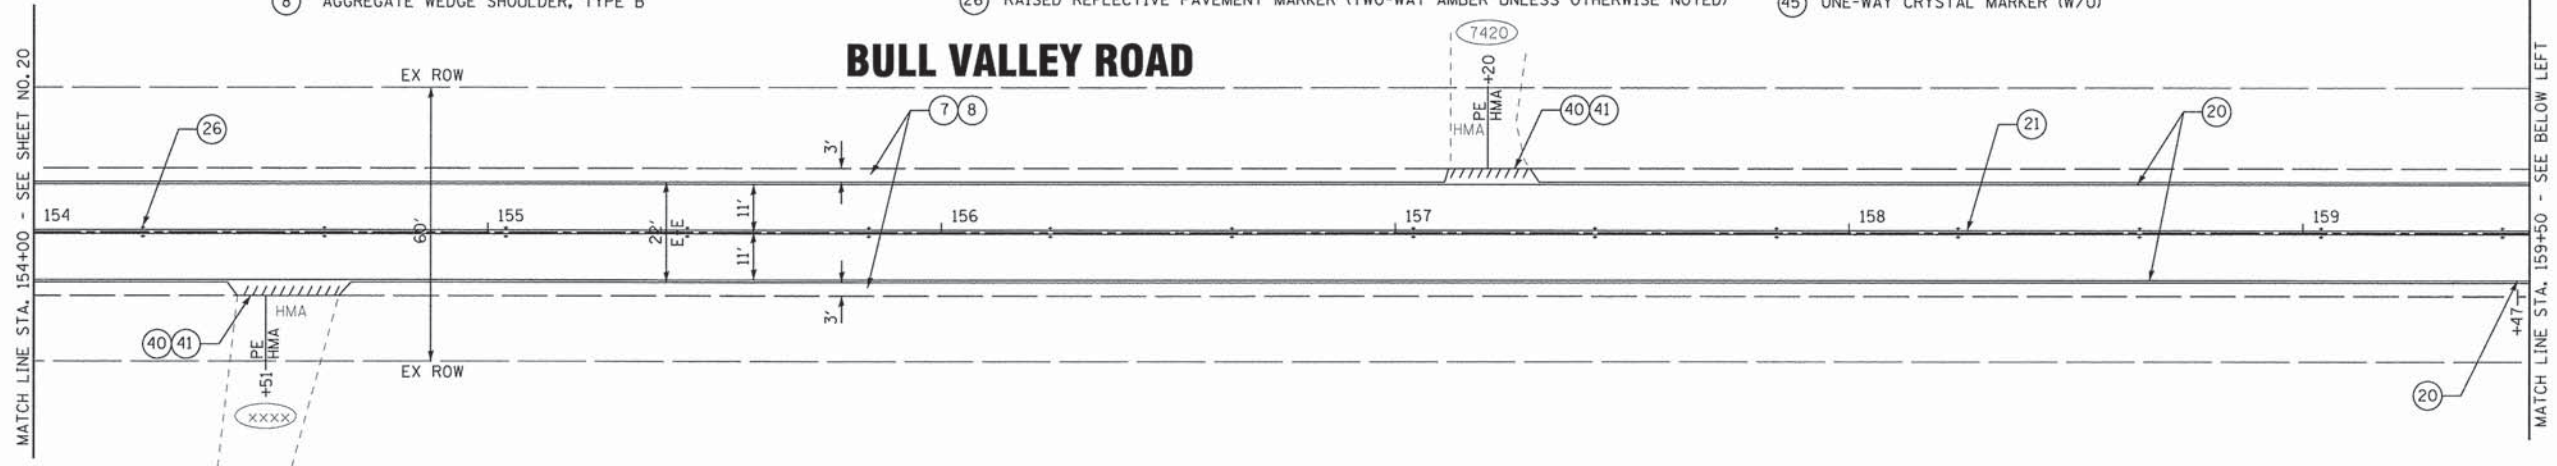 8 AGGREGATE WEDGE SHOULDER, TYPE B
26 RAISED REFLECTIVE PAVEMENT MARKER (TWO-WAY AMBER UNLESS OTHERWISE NOTED)
45 ONE-WAY CRYSTAL MARKER (W/O)
BULL VALLEY ROAD
7420
+20
PE
HMA
HMA
EX ROW
MATCH LINE STA. 154+00 - SEE SHEET NO. 20
MATCH LINE STA. 159+50 - SEE BELOW LEFT
26
7 8
40 41
21
20
3'
154
155
156
157
158
159
60'
22'
E-E
11'
11'
3'
HMA
40 41
PE
HMA
+51
XXXX
EX ROW
+47
20